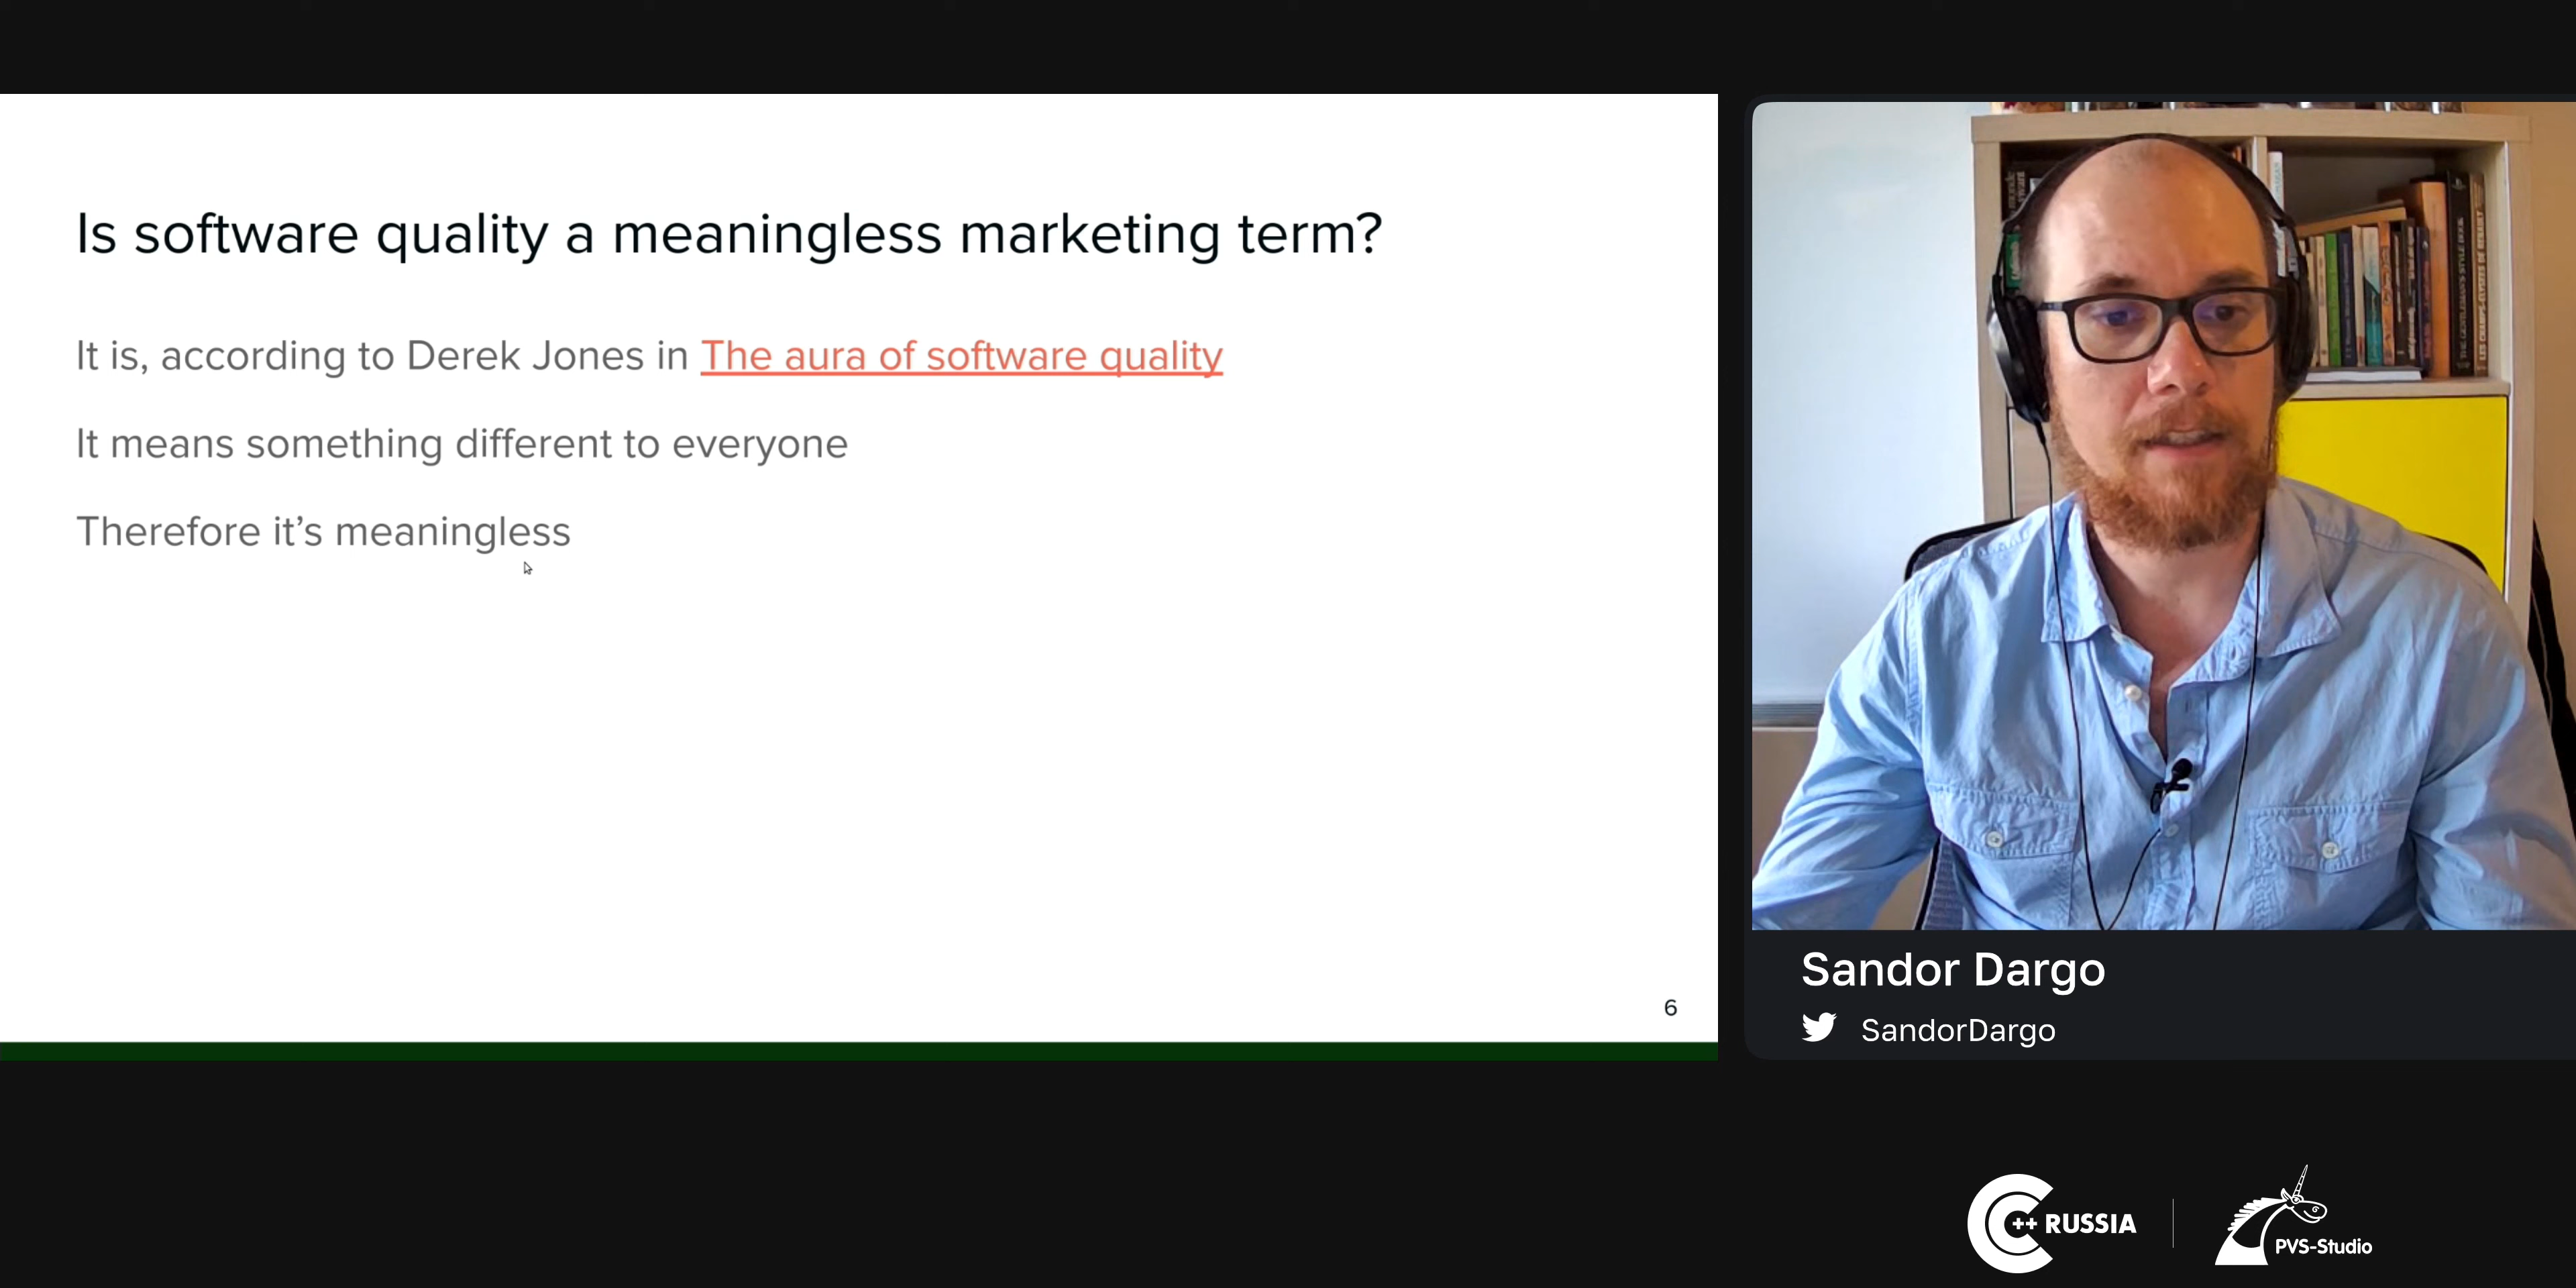 Is software quality a meaningless marketing term?
It is, according to Derek Jones in The aura of software quality
It means something different to everyone
Therefore it's meaningless
6
Sandor Dargo
SandorDargo
C++ RUSSIA
PVS-Studio